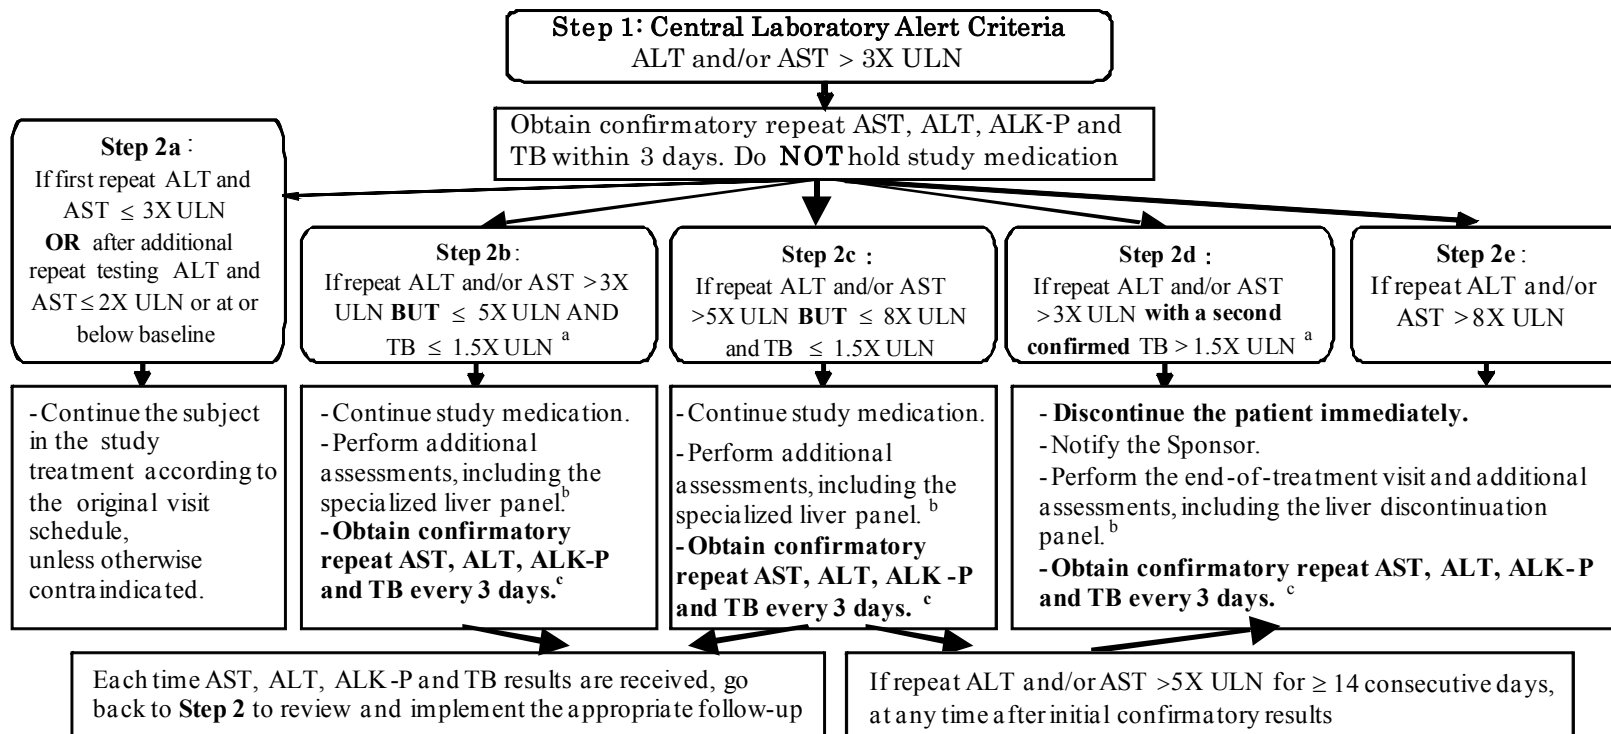 Step 1: Central Laboratory Alert Criteria
ALT and/or AST > 3X ULN
Obtain confirmatory repeat AST, ALT, ALK-P and
TB within 3 days. Do NOT hold study medication
Step 2a :
If first repeat ALT and
AST ≤ 3X ULN
OR after additional
repeat testing ALT and
AST ≤ 2X ULN or at or
below baseline
Step 2b:
If repeat ALT and/or AST >3X
ULN BUT ≤ 5X ULN AND
TB ≤ 1.5X ULN a
Step 2c :
If repeat ALT and/or AST
>5X ULN BUT ≤ 8X ULN
and TB ≤ 1.5X ULN
Step 2d :
If repeat ALT and/or AST
>3X ULN with a second
confirmed TB > 1.5X ULN a
Step 2e :
If repeat ALT and/or
AST >8X ULN
- Continue the subject
in the study
treatment according to
the original visit
schedule,
unless otherwise
contraindicated.
- Continue study medication.
- Perform additional
assessments, including the
specialized liver panel.b
- Obtain confirmatory
repeat AST, ALT, ALK-P
and TB every 3 days.c
- Continue study medication.
- Perform additional
assessments, including the
specialized liver panel. b
- Obtain confirmatory
repeat AST, ALT, ALK -P
and TB every 3 days. c
- Discontinue the patient immediately.
- Notify the Sponsor.
- Perform the end-of-treatment visit and additional
assessments, including the liver discontinuation
panel. b
- Obtain confirmatory repeat AST, ALT, ALK-P
and TB every 3 days. c
Each time AST, ALT, ALK-P and TB results are received, go
back to Step 2 to review and implement the appropriate follow-up
If repeat ALT and/or AST >5X ULN for ≥ 14 consecutive days,
at any time after initial confirmatory results